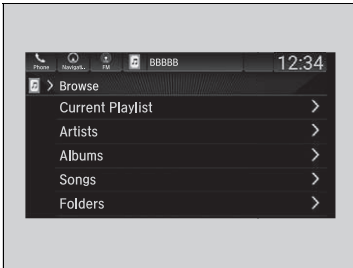 Phone Navigati.. FM BBBBB 12:34
Browse
Current Playlist
Artists
Albums
Songs
Folders